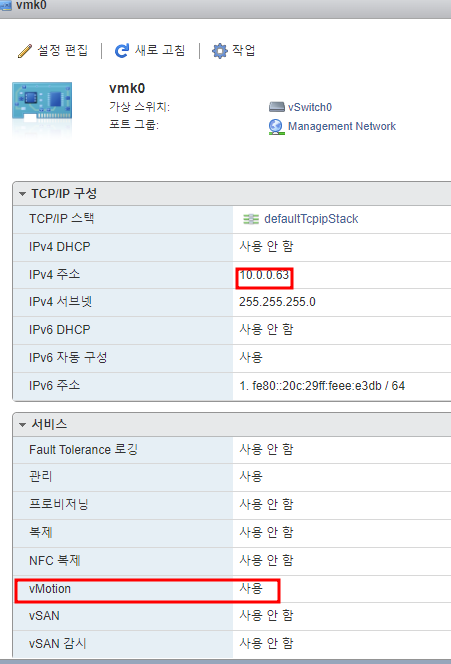 vmk0
설정 편집 새로 고침 작업
vmk0
가상 스위치: vSwitch0
포트 그룹: Management Network
TCP/IP 구성
TCP/IP 스택 defaultTcpipStack
IPv4 DHCP 사용 안 함
IPv4 주소 10.0.0.63
IPv4 서브넷 255.255.255.0
IPv6 DHCP 사용 안 함
IPv6 자동 구성 사용
IPv6 주소 1. fe80::20c:29ff:feee:e3db / 64
서비스
Fault Tolerance 로깅 사용 안 함
관리 사용
프로비저닝 사용 안 함
복제 사용 안 함
NFC 복제 사용 안 함
vMotion 사용
vSAN 사용 안 함
vSAN 감시 사용 안 함